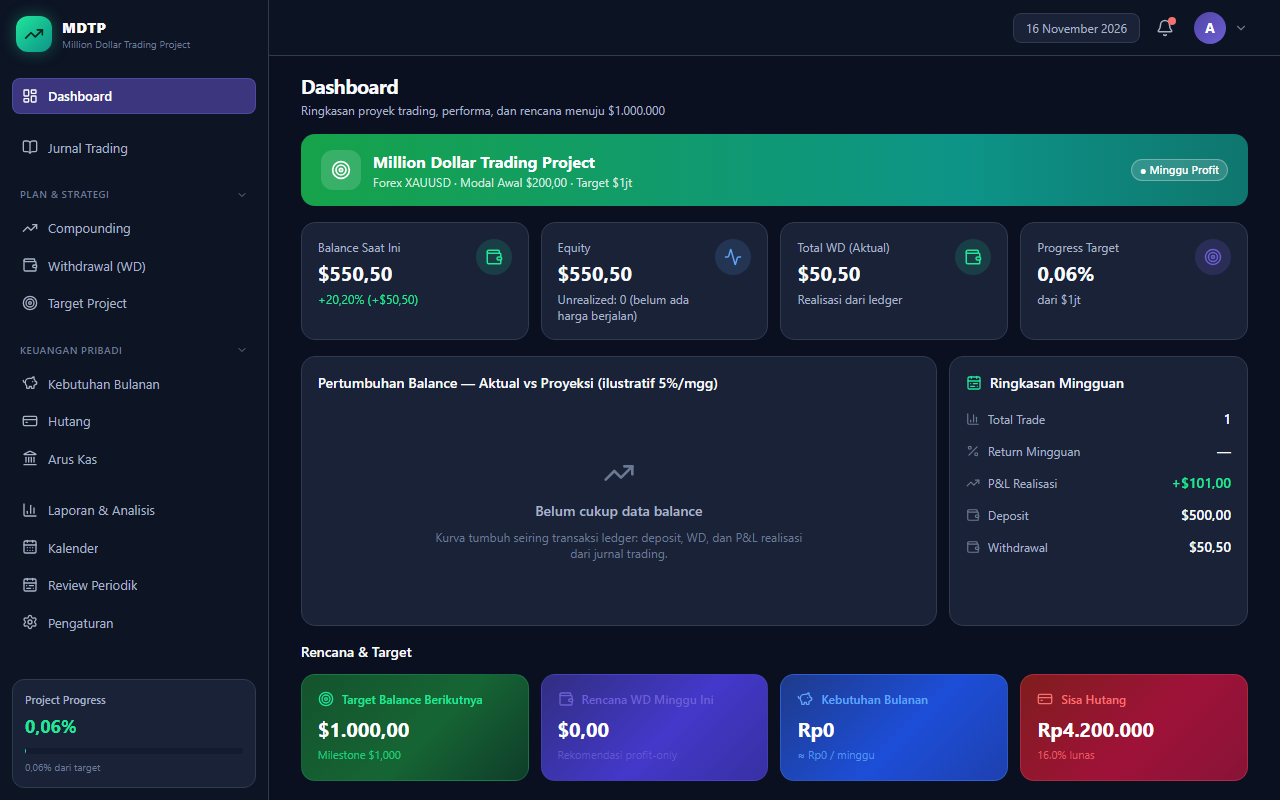 MDTP
Million Dollar Trading Project
Dashboard
Jurnal Trading
PLAN & STRATEGI
Compounding
Withdrawal (WD)
Target Project
KEUANGAN PRIBADI
Kebutuhan Bulanan
Hutang
Arus Kas
Laporan & Analisis
Kalender
Review Periodik
Pengaturan
Project Progress
0,06%
0,06% dari target
16 November 2026
A
Dashboard
Ringkasan proyek trading, performa, dan rencana menuju $1.000.000
Million Dollar Trading Project
Forex XAUUSD · Modal Awal $200,00 · Target $1jt
● Minggu Profit
Balance Saat Ini
$550,50
+20,20% (+$50,50)
Equity
$550,50
Unrealized: 0 (belum ada
harga berjalan)
Total WD (Aktual)
$50,50
Realisasi dari ledger
Progress Target
0,06%
dari $1jt
Pertumbuhan Balance — Aktual vs Proyeksi (ilustratif 5%/mgg)
Belum cukup data balance
Kurva tumbuh seiring transaksi ledger: deposit, WD, dan P&L realisasi
dari jurnal trading.
Ringkasan Mingguan
Total Trade 1
Return Mingguan —
P&L Realisasi +$101,00
Deposit $500,00
Withdrawal $50,50
Rencana & Target
Target Balance Berikutnya
$1.000,00
Milestone $1,000
Rencana WD Minggu Ini
$0,00
Rekomendasi profit-only
Kebutuhan Bulanan
Rp0
≈ Rp0 / minggu
Sisa Hutang
Rp4.200.000
16.0% lunas